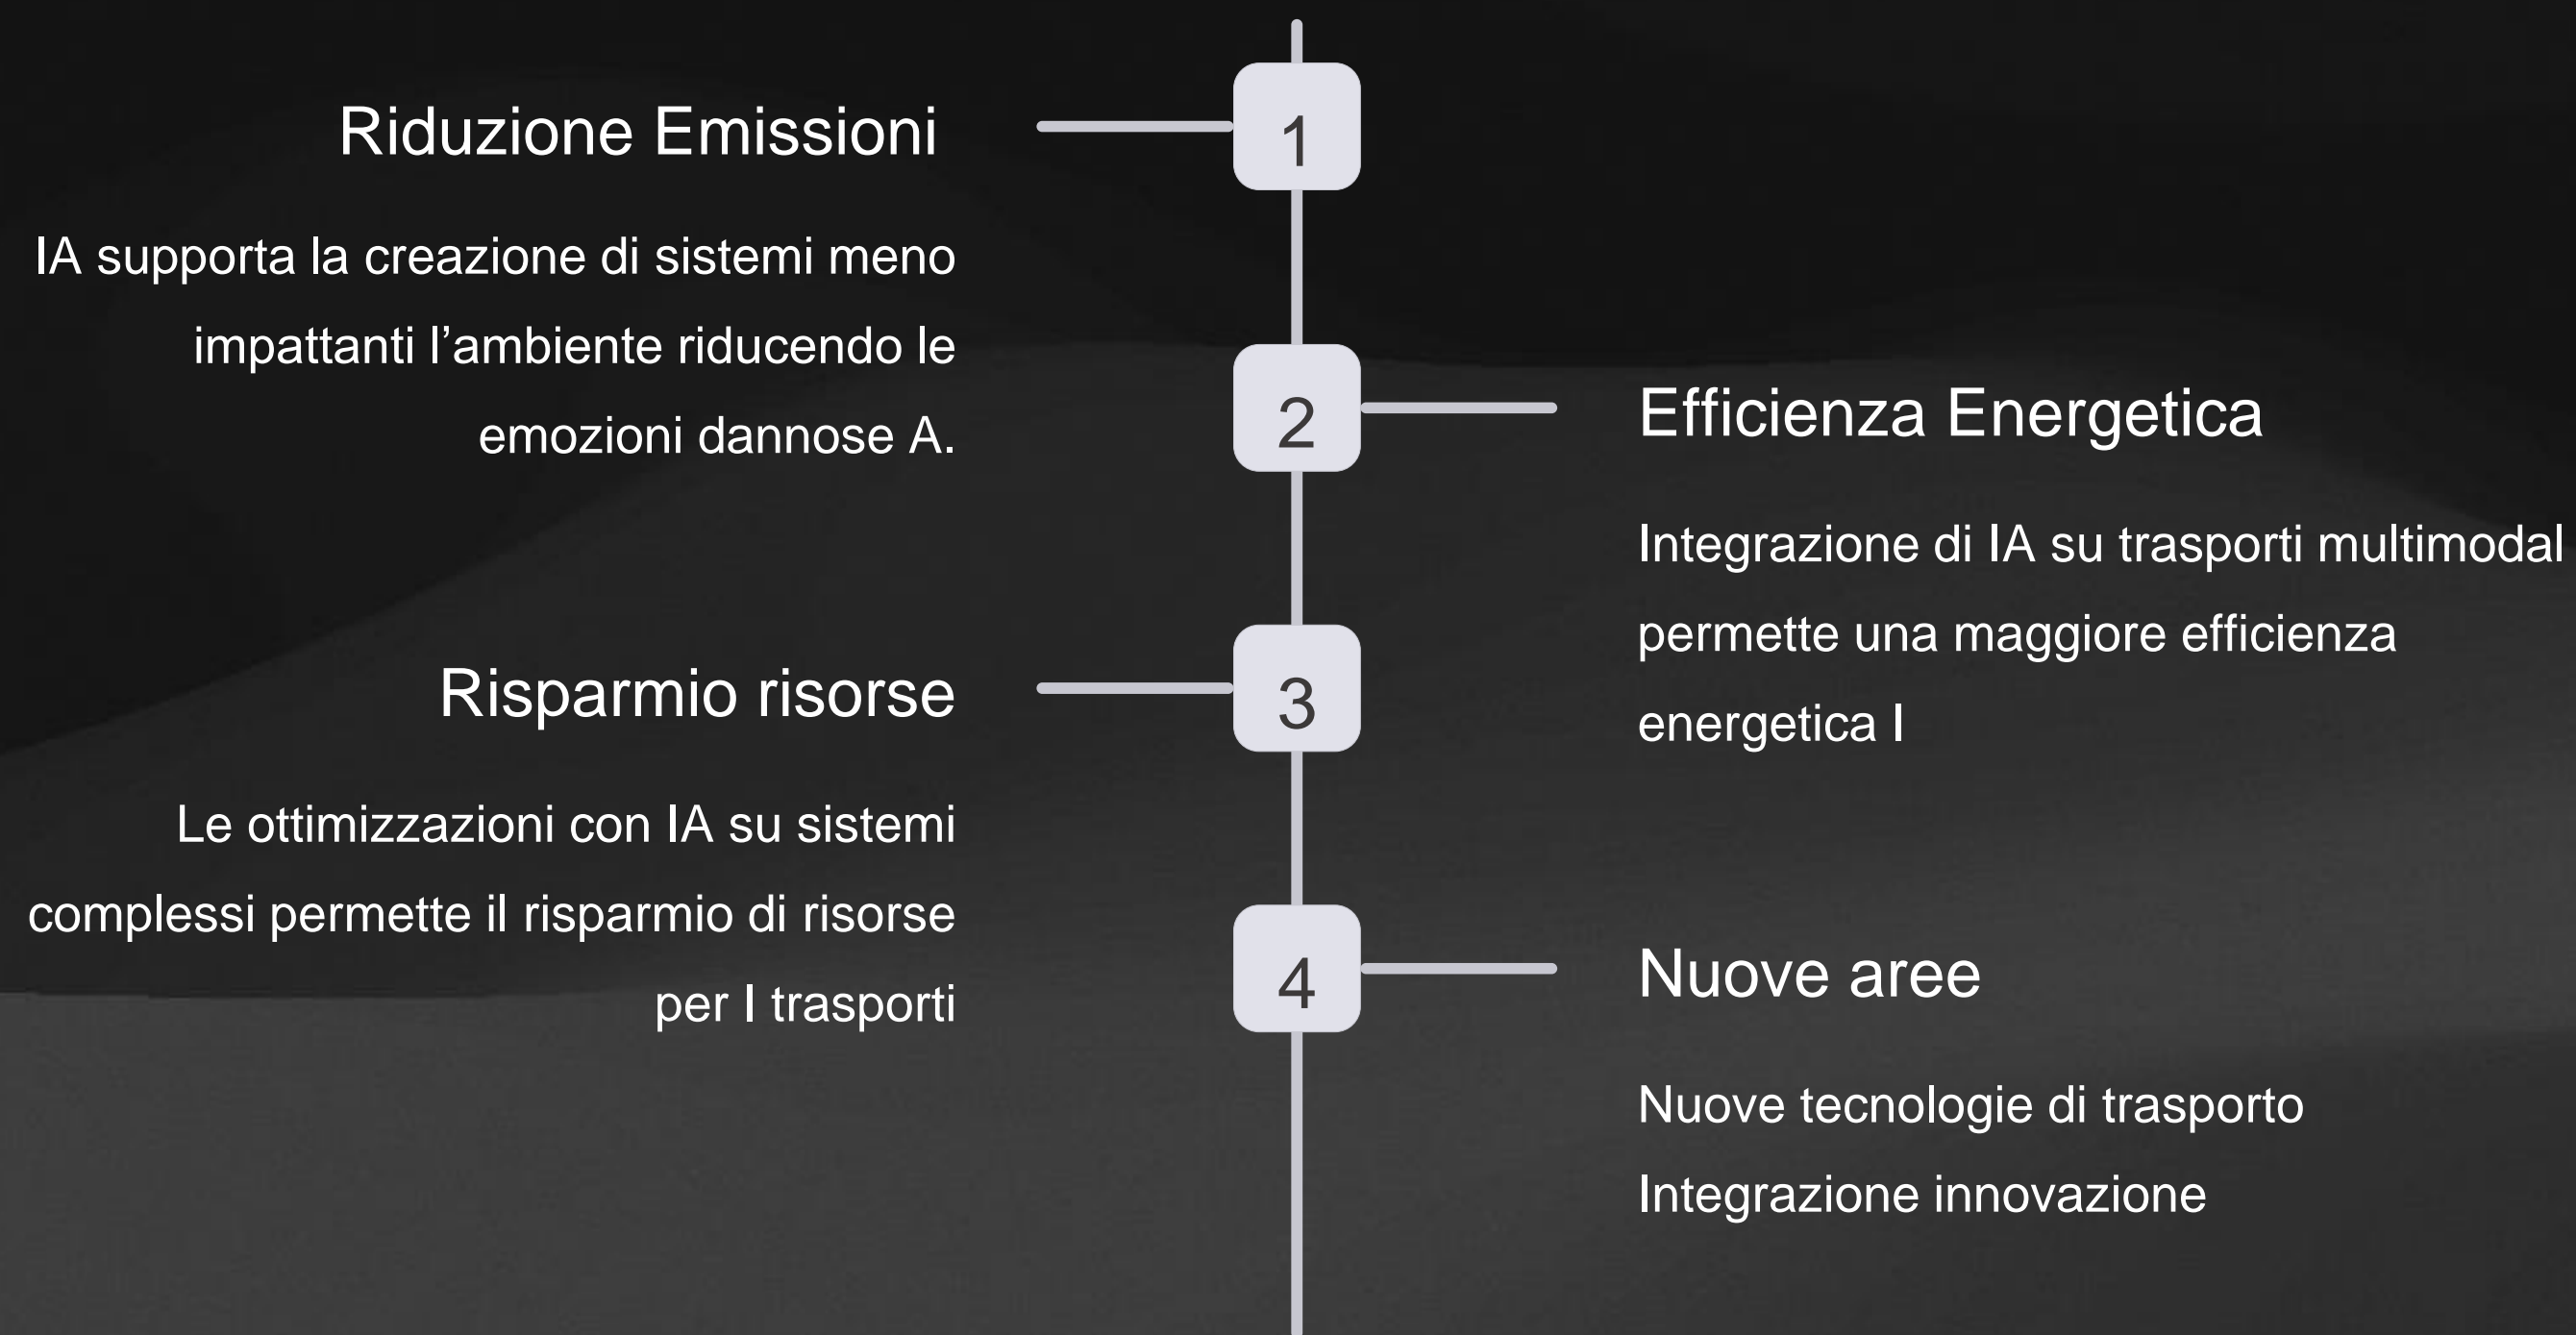 1
Riduzione Emissioni
IA supporta la creazione di sistemi meno
impattanti l’ambiente riducendo le
emozioni dannose A.
2
Efficienza Energetica
Integrazione di IA su trasporti multimodal
permette una maggiore efficienza
energetica I
3
Risparmio risorse
Le ottimizzazioni con IA su sistemi
complessi permette il risparmio di risorse
per I trasporti
4
Nuove aree
Nuove tecnologie di trasporto
Integrazione innovazione